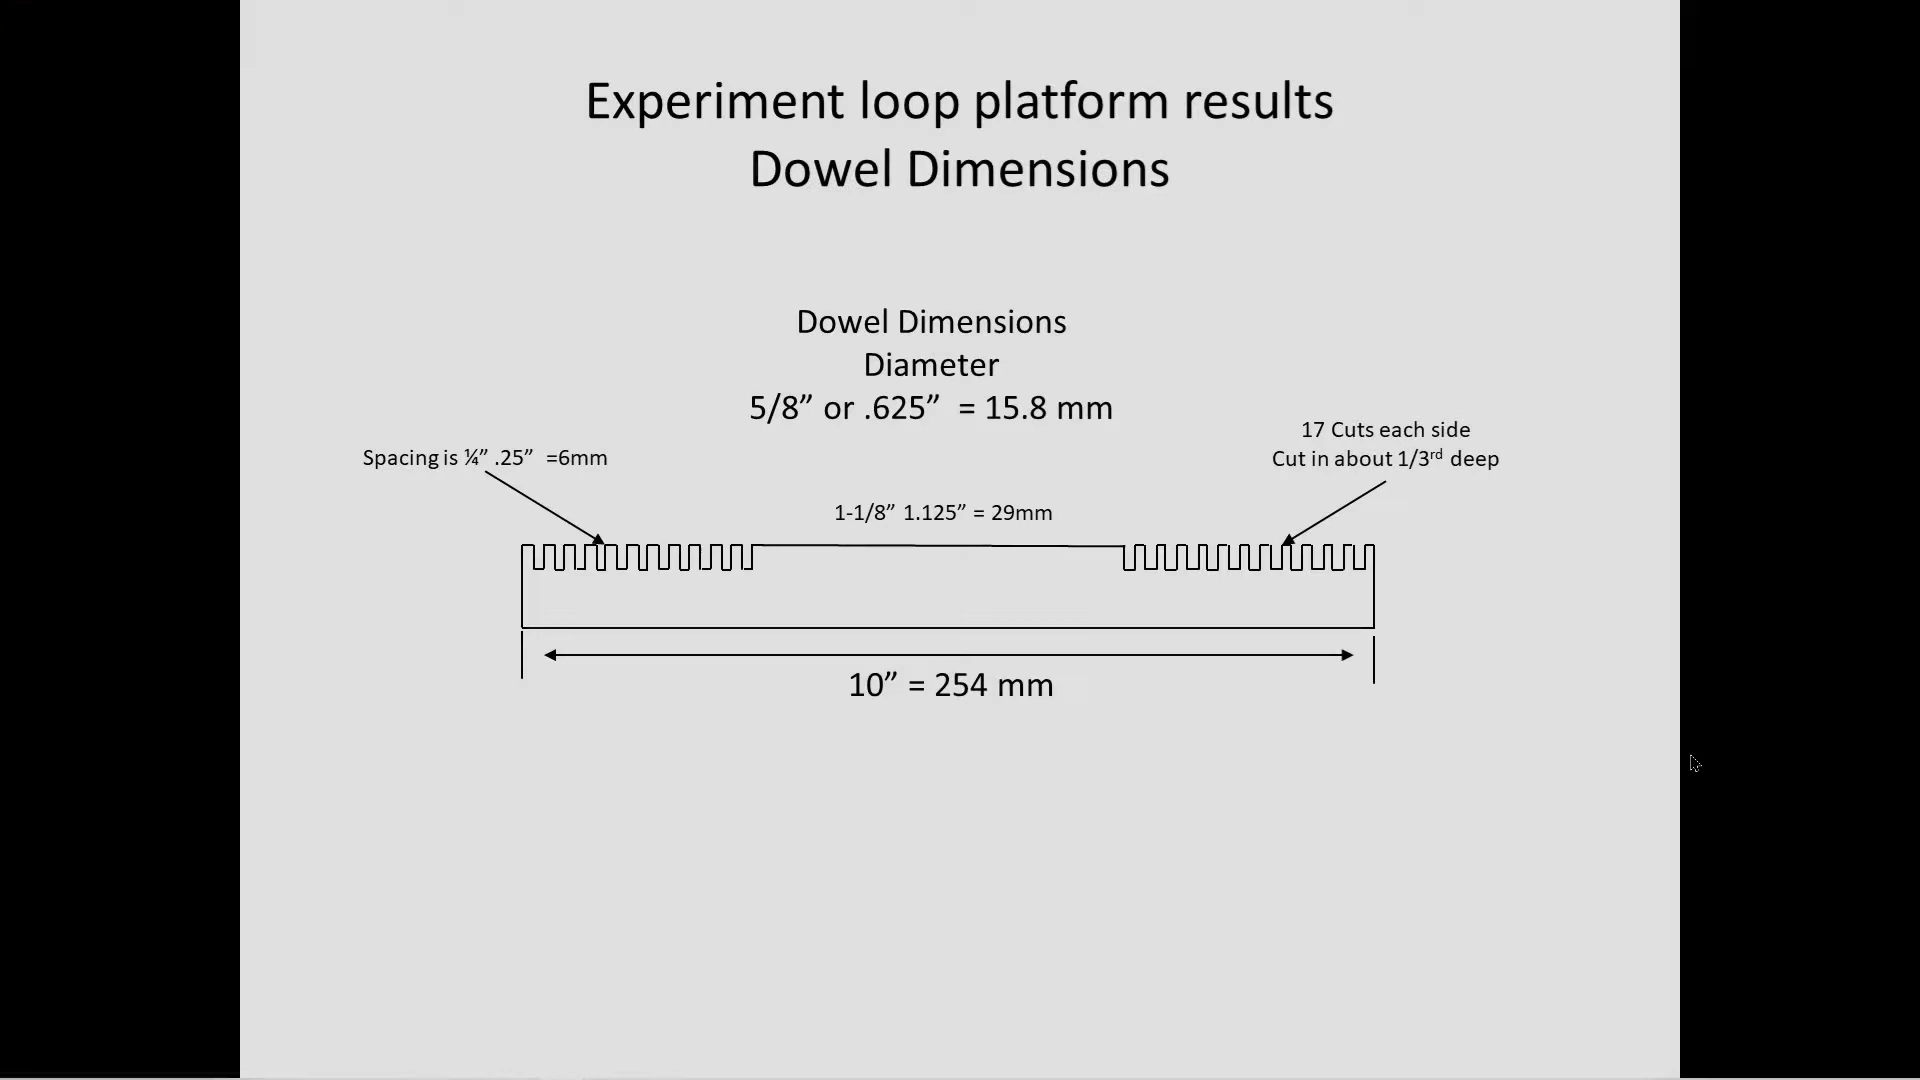 Experiment loop platform results
Dowel Dimensions
Dowel Dimensions
Diameter
5/8” or .625”  = 15.8 mm
17 Cuts each side
Cut in about 1/3rd deep
Spacing is ¼” .25”  =6mm
1-1/8” 1.125” = 29mm
10” = 254 mm